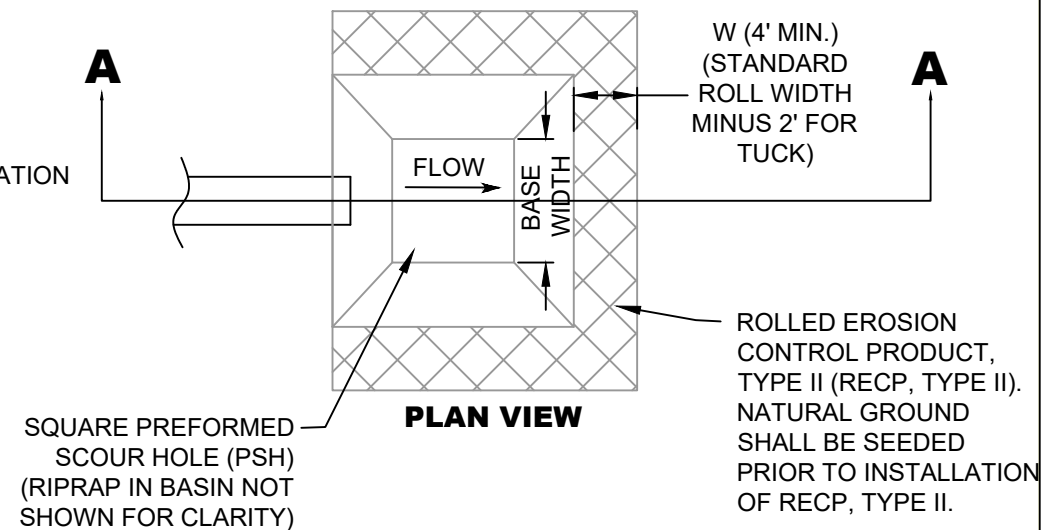 A
A
W (4' MIN.)
(STANDARD
ROLL WIDTH
MINUS 2' FOR
TUCK)
FLOW
BASE
WIDTH
ROLLED EROSION
CONTROL PRODUCT,
TYPE II (RECP, TYPE II).
NATURAL GROUND
SHALL BE SEEDED
PRIOR TO INSTALLATION
OF RECP, TYPE II.
PLAN VIEW
SQUARE PREFORMED
SCOUR HOLE (PSH)
(RIPRAP IN BASIN NOT
SHOWN FOR CLARITY)